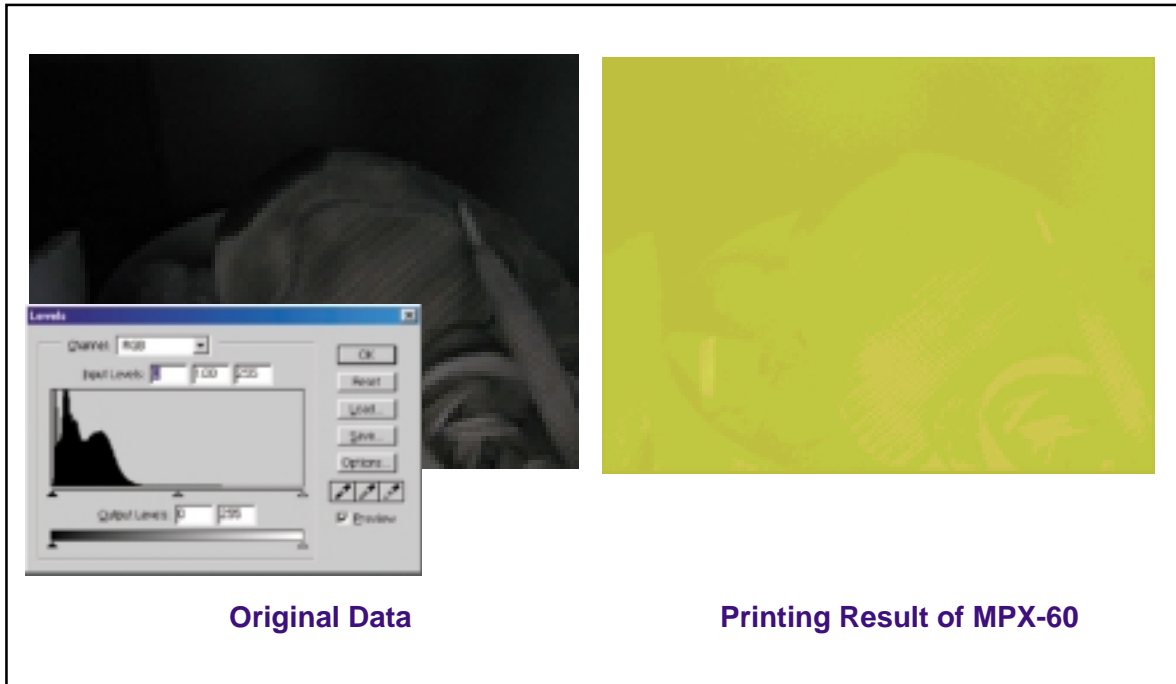 Levels
Channel: RGB
Input Levels: 1.00 255
OK
Reset
Load...
Save...
Options...
Output Levels: 0 255
Preview
Original Data
Printing Result of MPX-60